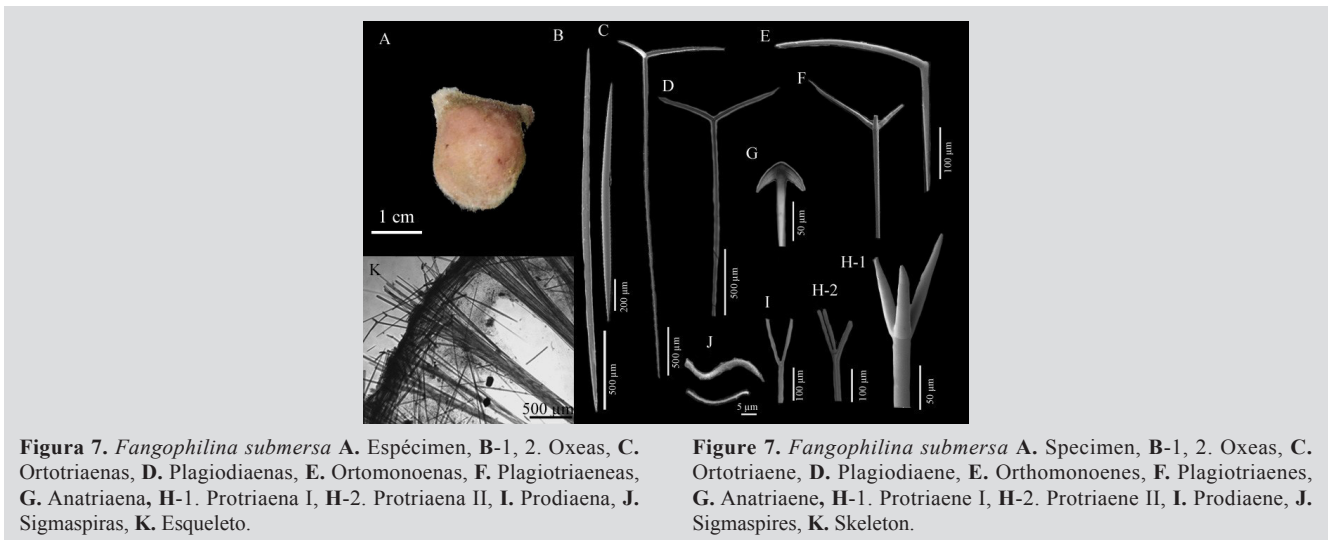 A
B
C
D
E
F
G
H-1
H-2
I
J
K
1 cm
500 µm
200 µm
500 µm
500 µm
500 µm
50 µm
100 µm
100 µm
100 µm
50 µm
5 µm
Figura 7. Fangophilina submersa A. Espécimen, B-1, 2. Oxeas, C.
Ortotriaenas, D. Plagiodiaenas, E. Ortomonoenas, F. Plagiotriaeneas,
G. Anatriaena, H-1. Protriaena I, H-2. Protriaena II, I. Prodiaena, J.
Sigmaspiras, K. Esqueleto.
Figure 7. Fangophilina submersa A. Specimen, B-1, 2. Oxeas, C.
Ortotriaene, D. Plagiodiaene, E. Orthomonoenes, F. Plagiotriaenes,
G. Anatriaene, H-1. Protriaene I, H-2. Protriaene II, I. Prodiaene, J.
Sigmaspires, K. Skeleton.